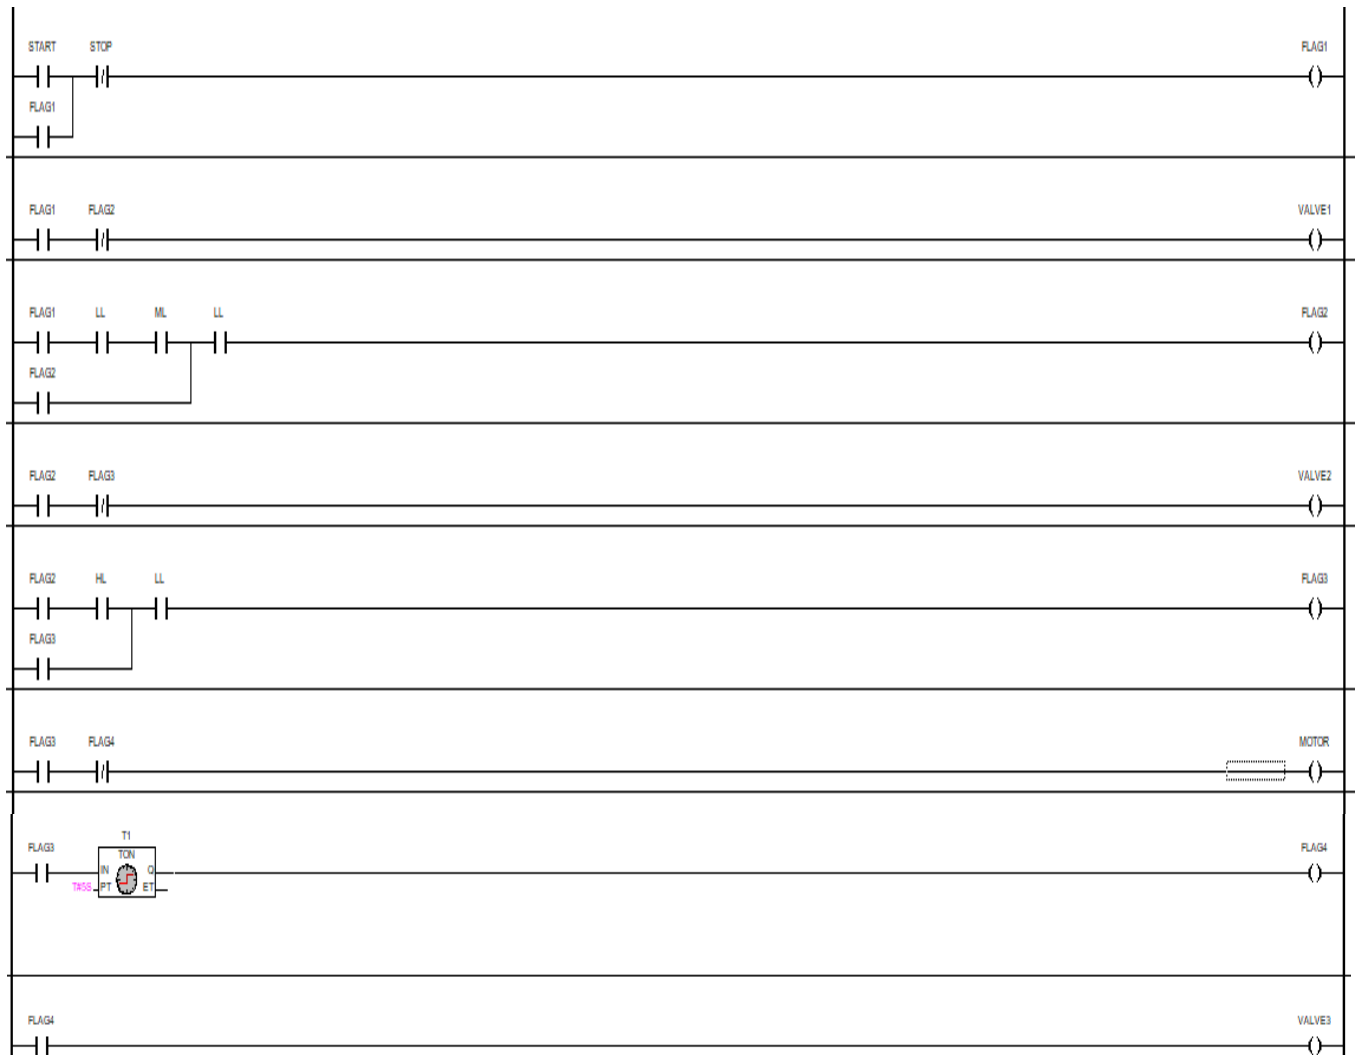 START STOP FLAG1
FLAG1
FLAG1 FLAG2 VALVE1
FLAG1 LL ML LL FLAG2
FLAG2
FLAG2 FLAG3 VALVE2
FLAG2 HL LL FLAG3
FLAG3
FLAG3 FLAG4 MOTOR
T1
FLAG3 TON FLAG4
IN Q
PT ET
FLAG4 VALVE3